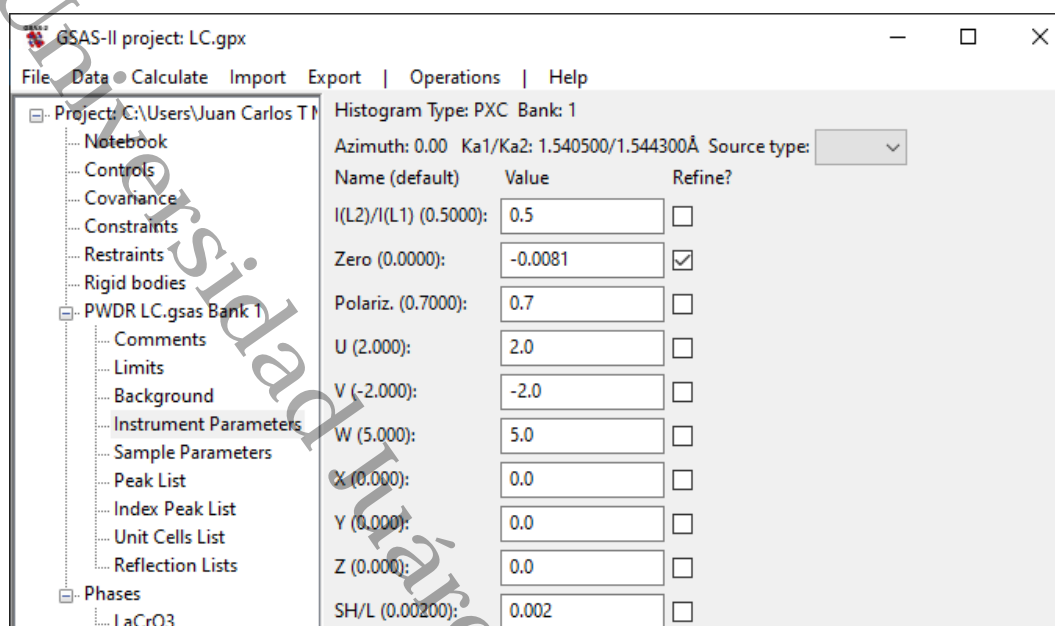 GSAS-II project: LC.gpx
File Data Calculate Import Export | Operations | Help
Project: C:\Users\Juan Carlos T
Notebook
Controls
Covariance
Constraints
Restraints
Rigid bodies
PWDR LC.gsas Bank 1
Comments
Limits
Background
Instrument Parameters
Sample Parameters
Peak List
Index Peak List
Unit Cells List
Reflection Lists
Phases
LaCrO3
Histogram Type: PXC Bank: 1
Azimuth: 0.00 Ka1/Ka2: 1.540500/1.544300Å Source type:
Name (default) Value Refine?
I(L2)/I(L1) (0.5000): 0.5
Zero (0.0000): -0.0081
Polariz. (0.7000): 0.7
U (2.000): 2.0
V (-2.000): -2.0
W (5.000): 5.0
X (0.000): 0.0
Y (0.000): 0.0
Z (0.000): 0.0
SH/L (0.00200): 0.002
Universidad Juáre